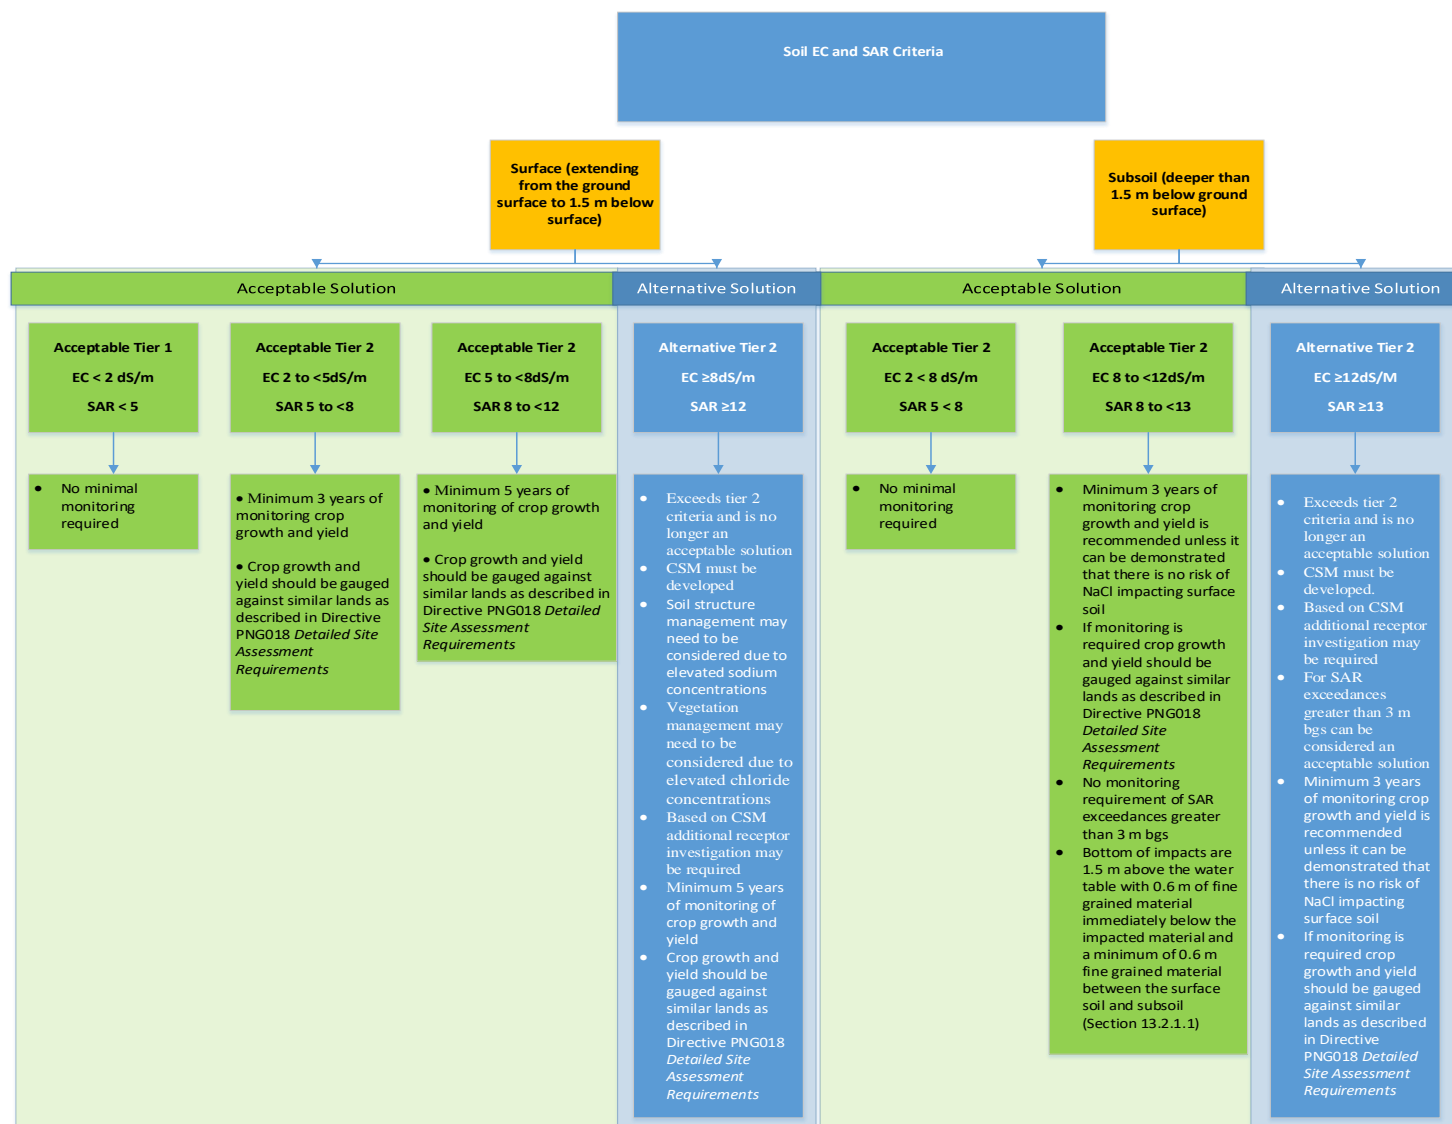 Soil EC and SAR Criteria
Surface (extending
from the ground
surface to 1.5 m below
surface)
Subsoil (deeper than
1.5 m below ground
surface)
Acceptable Solution
Alternative Solution
Acceptable Solution
Alternative Solution
Acceptable Tier 1
EC < 2 dS/m
SAR < 5
Acceptable Tier 2
EC 2 to <5dS/m
SAR 5 to <8
Acceptable Tier 2
EC 5 to <8dS/m
SAR 8 to <12
Alternative Tier 2
EC ≥8dS/m
SAR ≥12
Acceptable Tier 2
EC 2 < 8 dS/m
SAR 5 < 8
Acceptable Tier 2
EC 8 to <12dS/m
SAR 8 to <13
Alternative Tier 2
EC ≥12dS/M
SAR ≥13
• No minimal
monitoring
required
• Minimum 3 years of
monitoring crop
growth and yield
• Crop growth and
yield should be gauged
against similar lands as
described in Directive
PNG018 Detailed Site
Assessment
Requirements
• Minimum 5 years of
monitoring of crop growth
and yield
• Crop growth and yield
should be gauged against
similar lands as described in
Directive PNG018 Detailed
Site Assessment
Requirements
• Exceeds tier 2
criteria and is no
longer an
acceptable solution
• CSM must be
developed
• Soil structure
management may
need to be
considered due to
elevated sodium
concentrations
• Vegetation
management may
need to be
considered due to
elevated chloride
concentrations
• Based on CSM
additional receptor
investigation may
be required
• Minimum 5 years
of monitoring of
crop growth and
yield
• Crop growth and
yield should be
gauged against
similar lands as
described in
Directive PNG018
Detailed Site
Assessment
Requirements
• No minimal
monitoring
required
• Minimum 3 years of
monitoring crop
growth and yield is
recommended unless it
can be demonstrated
that there is no risk of
NaCl impacting surface
soil
• If monitoring is
required crop growth
and yield should be
gauged against similar
lands as described in
Directive PNG018
Detailed Site
Assessment
Requirements
• No monitoring
requirement of SAR
exceedances greater
than 3 m bgs
• Bottom of impacts are
1.5 m above the water
table with 0.6 m of fine
grained material
immediately below the
impacted material and
a minimum of 0.6 m
fine grained material
between the surface
soil and subsoil
(Section 13.2.1.1)
• Exceeds tier 2
criteria and is no
longer an
acceptable solution
• CSM must be
developed.
• Based on CSM
additional receptor
investigation may
be required
• For SAR
exceedances
greater than 3 m
bgs can be
considered an
acceptable solution
• Minimum 3 years
of monitoring crop
growth and yield is
recommended
unless it can be
demonstrated that
there is no risk of
NaCl impacting
surface soil
• If monitoring is
required crop
growth and yield
should be gauged
against similar
lands as described
in Directive
PNG018 Detailed
Site Assessment
Requirements